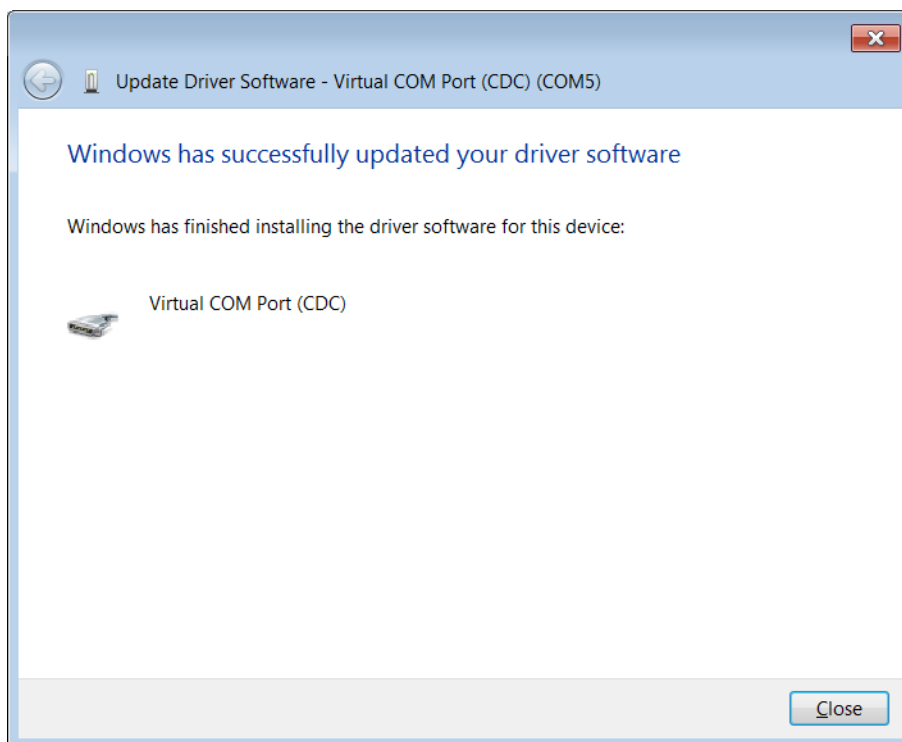 Update Driver Software - Virtual COM Port (CDC) (COM5)
Windows has successfully updated your driver software
Windows has finished installing the driver software for this device:
Virtual COM Port (CDC)
Close